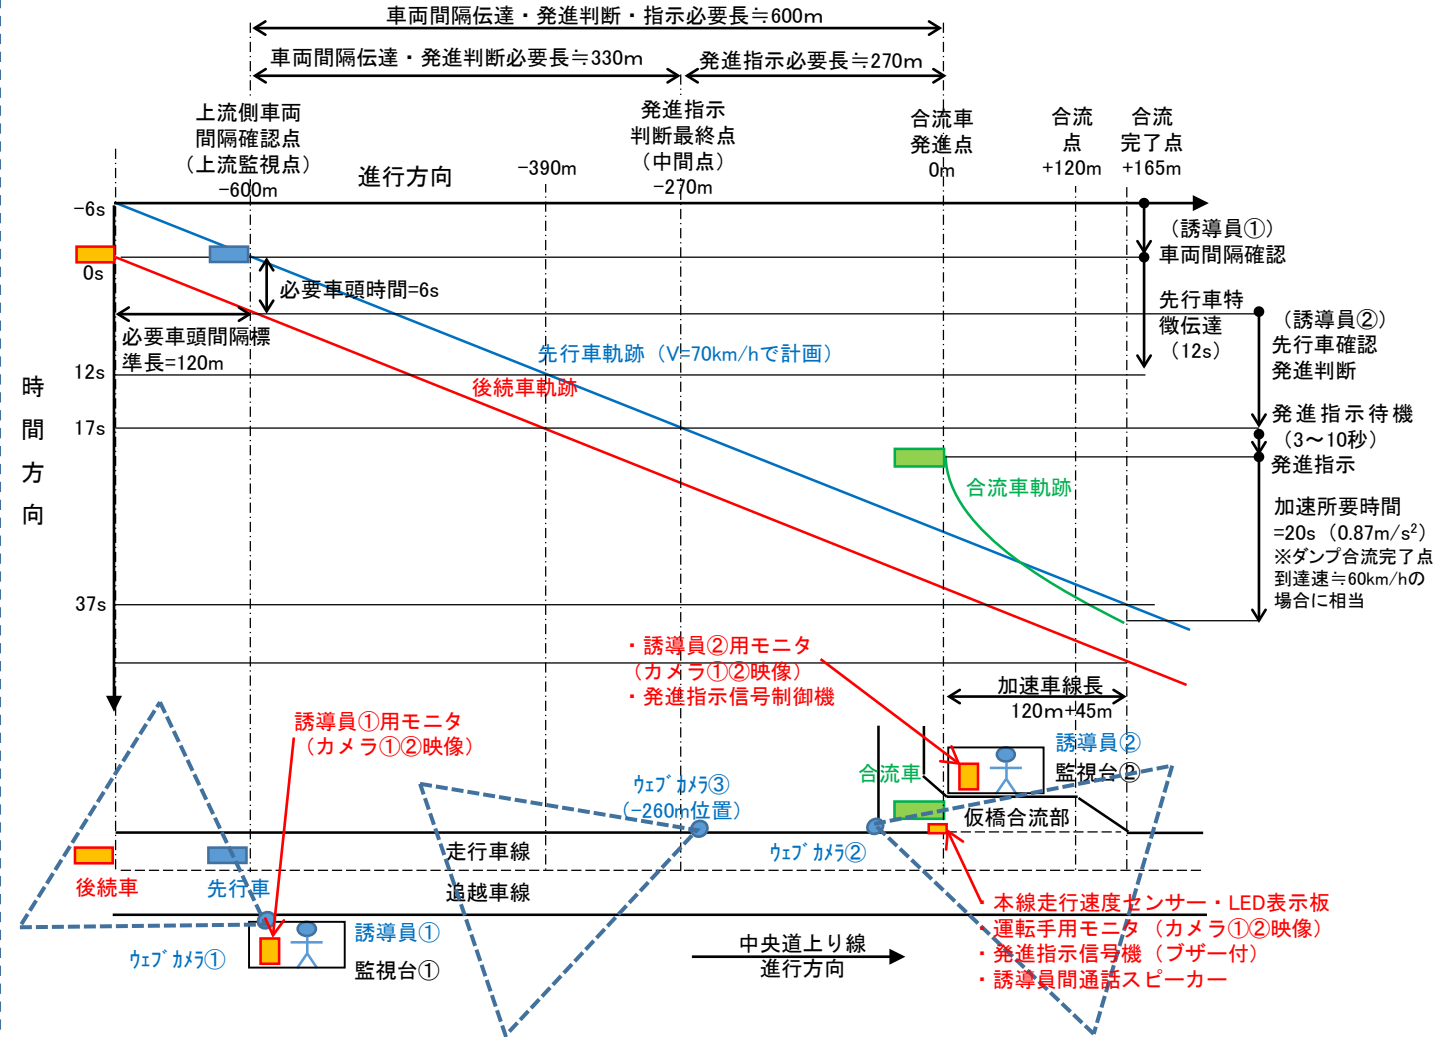 車両間隔伝達・発進判断・指示必要長≒600m
車両間隔伝達・発進判断必要長≒330m
発進指示必要長≒270m
上流側車両
間隔確認点
（上流監視点）
-600m
進行方向
-390m
発進指示
判断最終点
（中間点）
-270m
合流車
発進点
0m
合流
点
+120m
合流
完了点
+165m
-6s
0s
12s
17s
37s
時間方向
必要車頭時間=6s
必要車頭間隔標
準長=120m
先行車軌跡（V=70km/hで計画）
後続車軌跡
合流車軌跡
（誘導員①）
車両間隔確認
先行車特
徴伝達
（12s）
（誘導員②）
先行車確認
発進判断
発進指示待機
（3～10秒）
発進指示
加速所要時間
=20s（0.87m/s²）
※ダンプ合流完了点
到達速≒60km/hの
場合に相当
・誘導員②用モニタ
（カメラ①②映像）
・発進指示信号制御機
加速車線長
120m+45m
誘導員①用モニタ
（カメラ①②映像）
ｳｪﾌﾞｶﾒﾗ③
（-260m位置）
合流車
誘導員②
監視台②
仮橋合流部
走行車線
ｳｪﾌﾞｶﾒﾗ②
後続車
先行車
追越車線
ｳｪﾌﾞｶﾒﾗ①
誘導員①
監視台①
中央道上り線
進行方向
・本線走行速度センサー・LED表示板
・運転手用モニタ（カメラ①②映像）
・発進指示信号機（ブザー付）
・誘導員間通話スピーカー